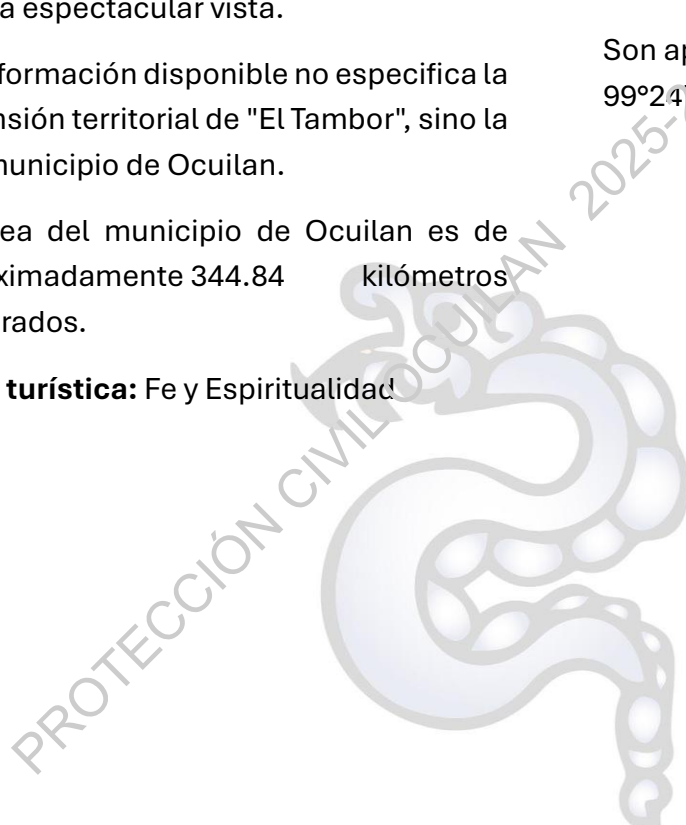 a espectacular vista.
formación disponible no especifica la
nsión territorial de "El Tambor", sino la
municipio de Ocuilan.
ea del municipio de Ocuilan es de
ximadamente 344.84 kilómetros
rados.
turística: Fe y Espiritualidad
Son ap
99°24'
PROTECCIÓN CIVIL OCUILAN 2025-